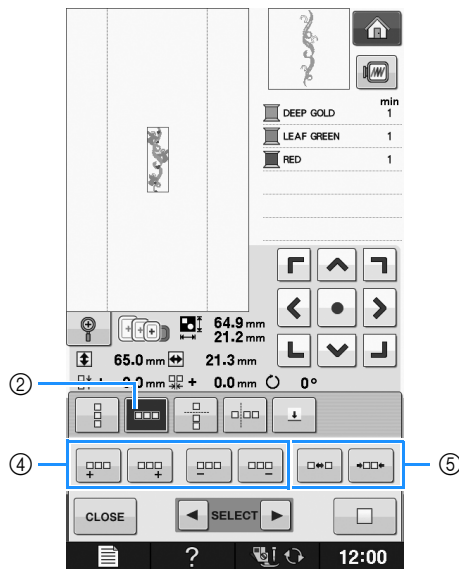 min
DEEP GOLD 1
LEAF GREEN 1
RED 1
64.9 mm
21.2 mm
65.0 mm 21.3 mm
+ 0.0 mm + 0.0 mm 0°
②
④
⑤
CLOSE SELECT
? 12:00